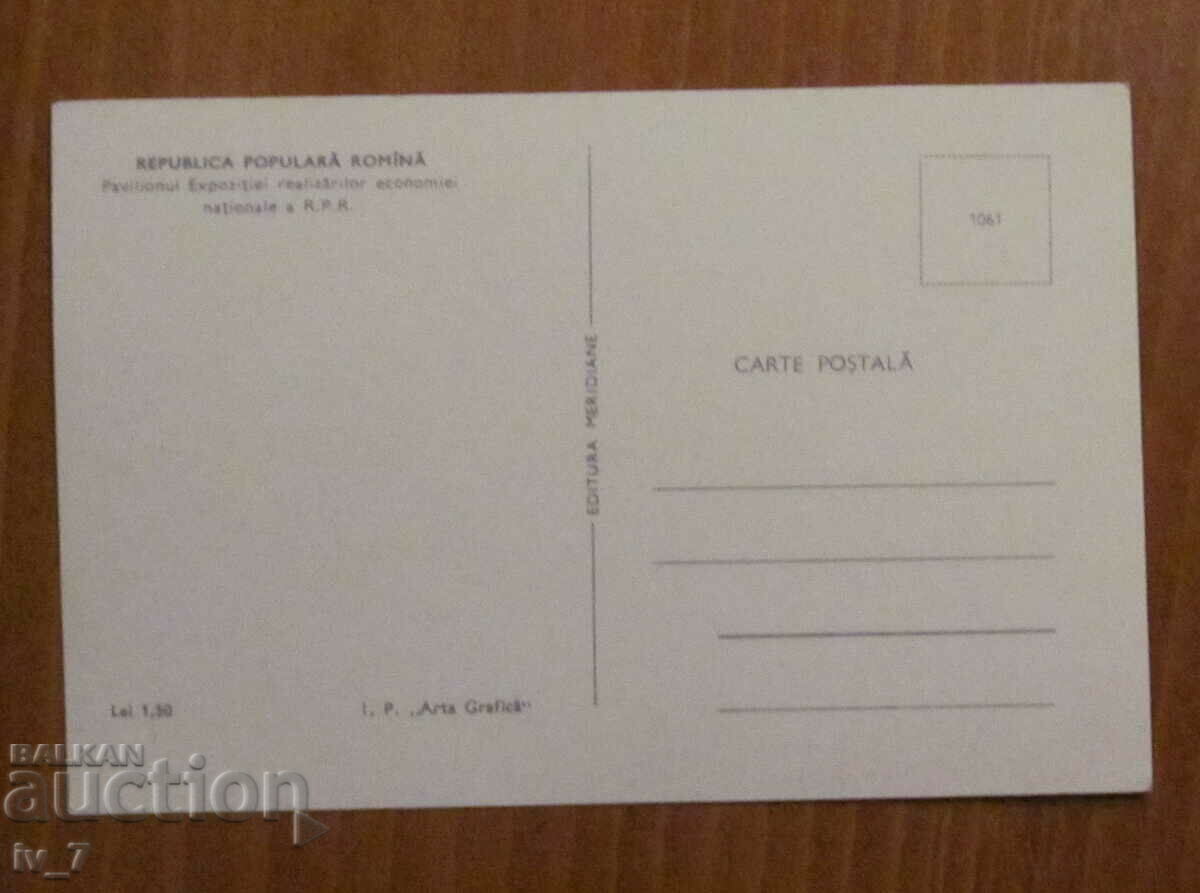 REPUBLICA POPULARĂ ROMÎNĂ
Pavilionul Expoziției realizărilor economiei
naționale a R.P.R.
1061
CARTE POȘTALĂ
EDITURA MERIDIANE
Lei 1,50
I. P. „Arta Grafică”
BALKAN
auction
iv_7